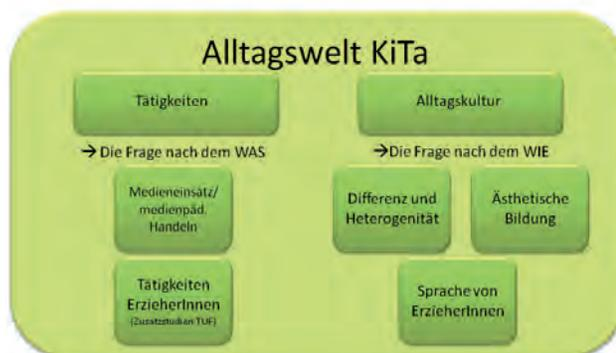 Alltagswelt KiTa
Tätigkeiten
→ Die Frage nach dem WAS
Medieneinsatz/
medienpäd.
Handeln
Tätigkeiten
ErzieherInnen
(Zusatzstudien TUF)
Alltagskultur
→Die Frage nach dem WIE
Differenz und
Heterogenität
Ästhetische
Bildung
Sprache von
ErzieherInnen